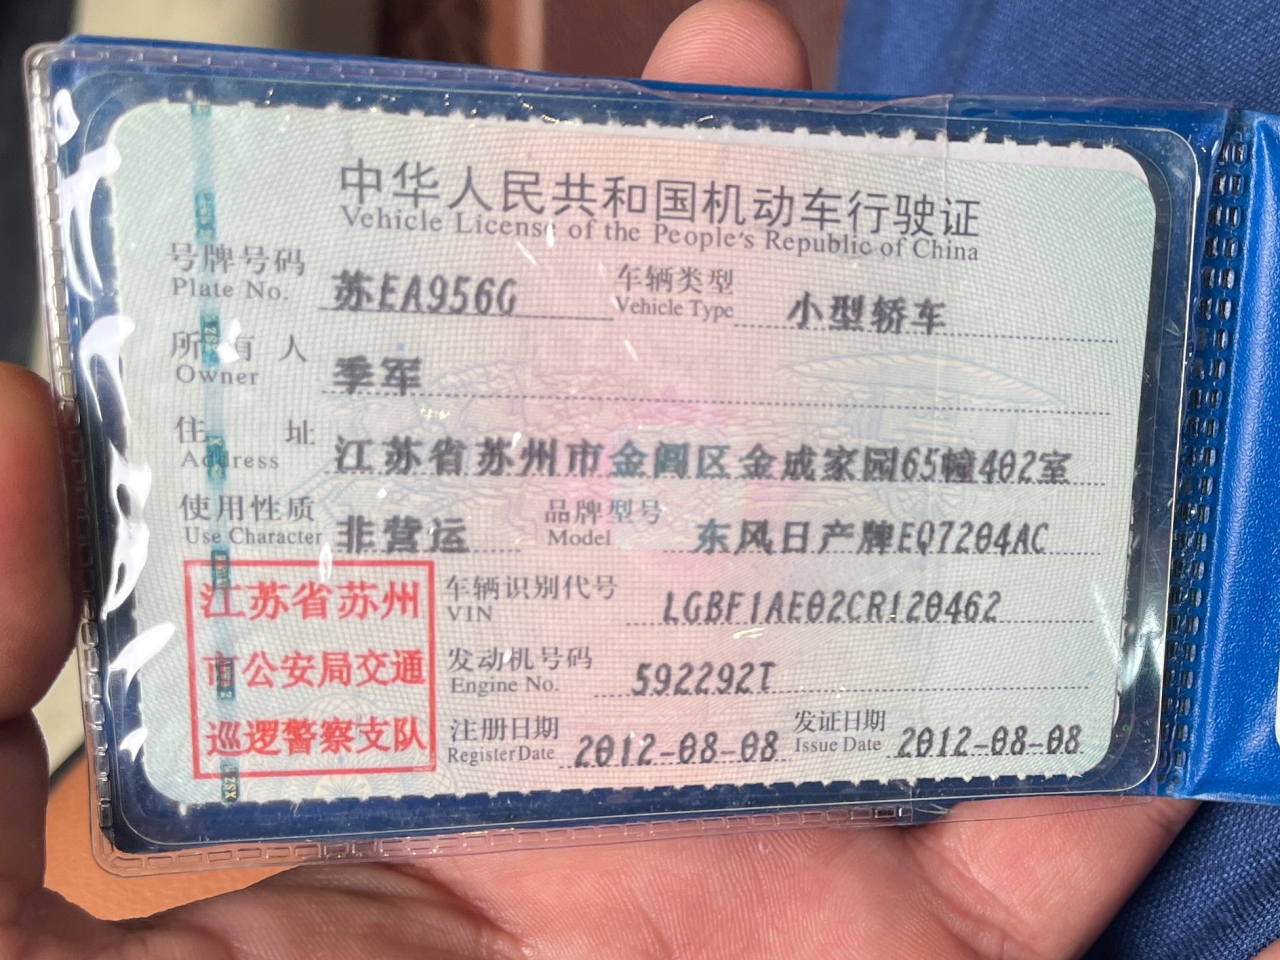 中华人民共和国机动车行驶证
Vehicle License of the People's Republic of China
号牌号码 苏EA956G 车辆类型 小型轿车
Plate No. Vehicle Type
所有人 季军
Owner
住址 江苏省苏州市金阊区金成家园65幢402室
Address
使用性质 非营运 品牌型号 东风日产牌EQ7204AC
Use Character Model
江苏省苏州
市公安局交通
巡逻警察支队
车辆识别代号 LGBF1AE02CR120462
VIN
发动机号码 592292T
Engine No.
注册日期 2012-08-08 发证日期 2012-08-08
Register Date Issue Date